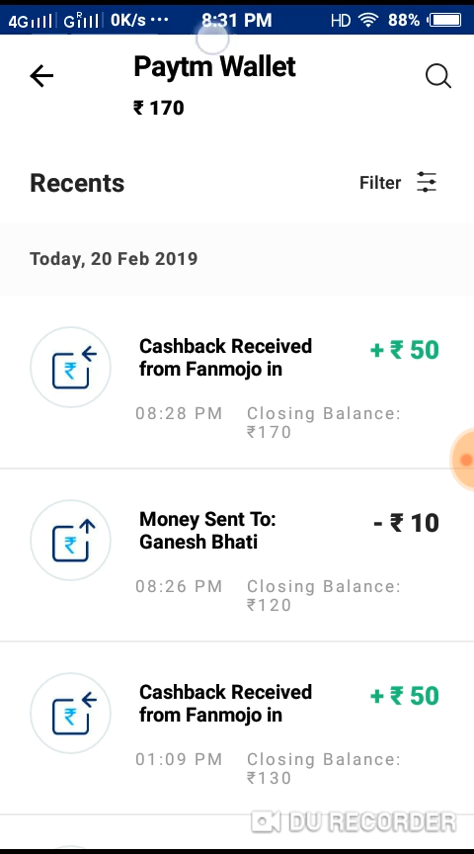 4G R G 0K/s ... 8:31 PM HD 88%
Paytm Wallet
₹ 170
Recents
Filter
Today, 20 Feb 2019
Cashback Received
from Fanmojo in
+ ₹ 50
08:28 PM Closing Balance:
₹170
Money Sent To:
Ganesh Bhati
- ₹ 10
08:26 PM Closing Balance:
₹120
Cashback Received
from Fanmojo in
+ ₹ 50
01:09 PM Closing Balance:
₹130
DU RECORDER